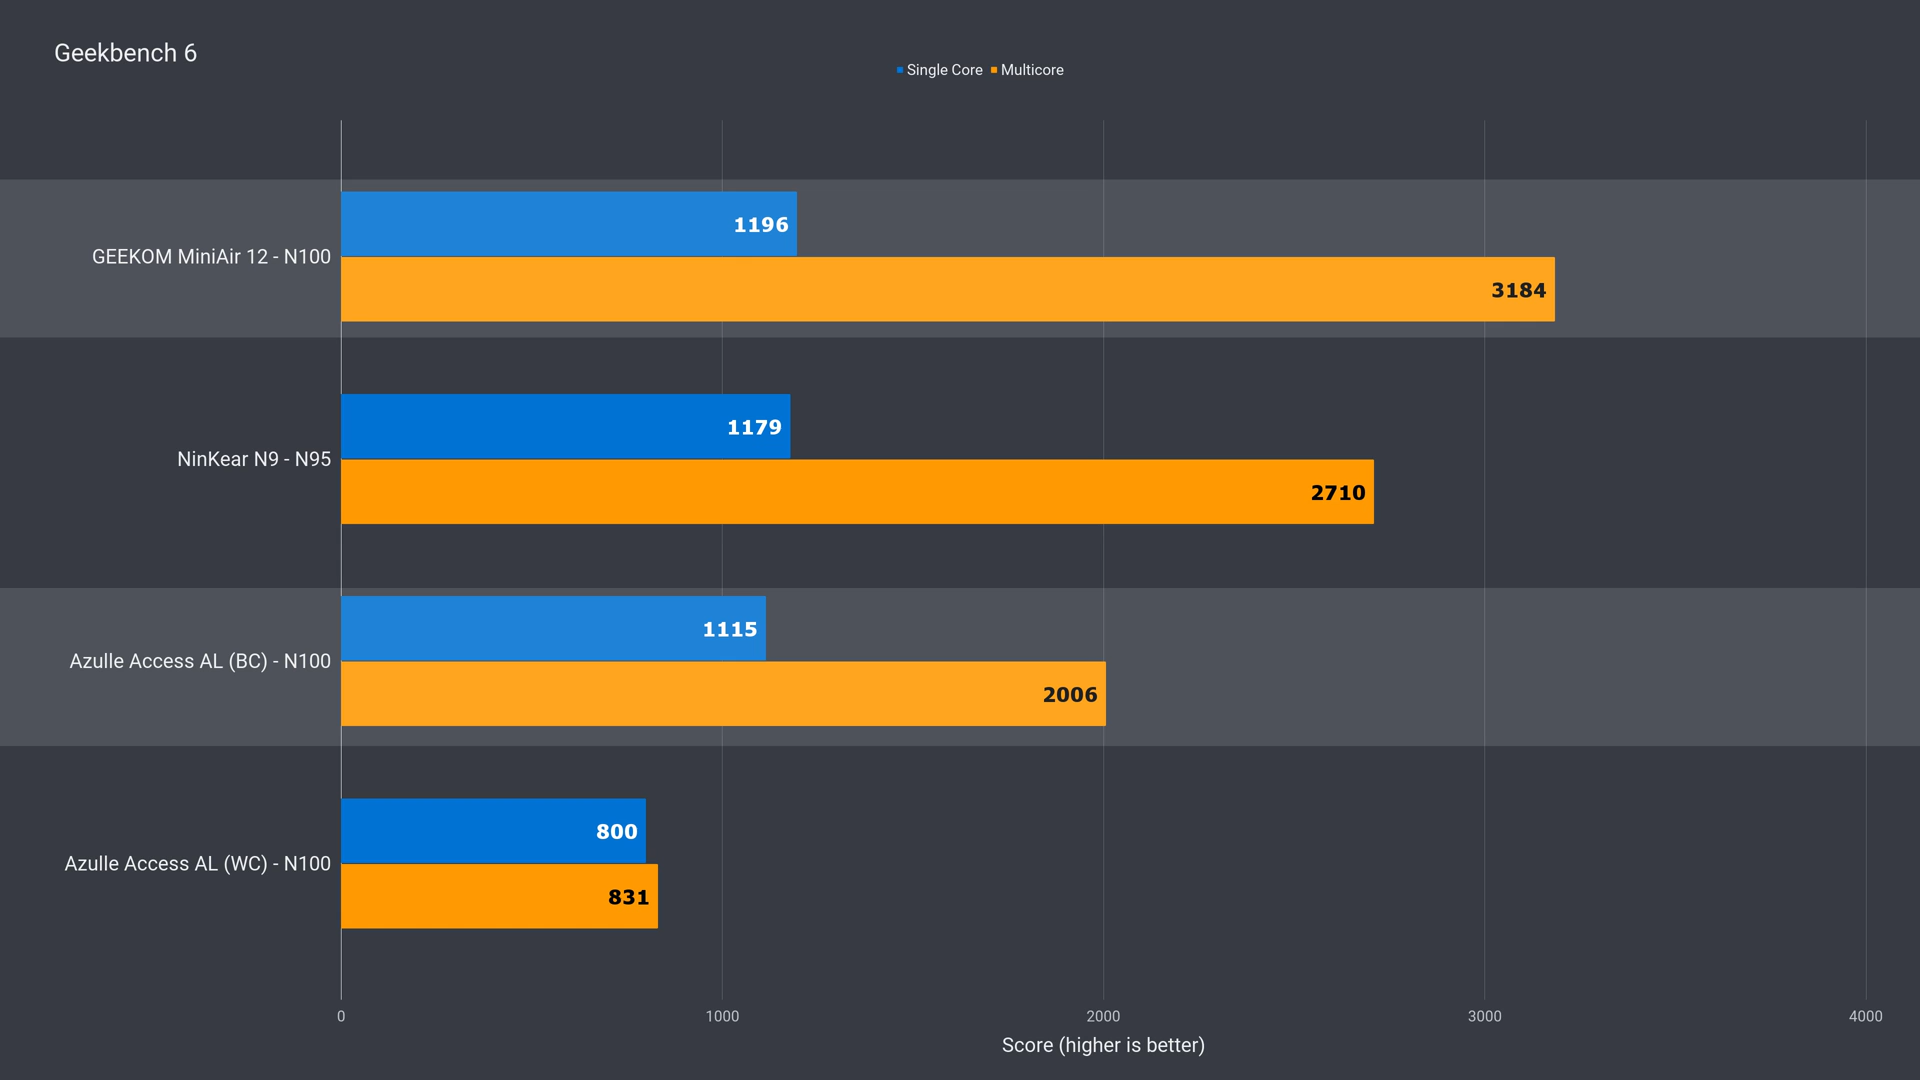 Geekbench 6
Single Core Multicore
GEEKOM MiniAir 12 - N100
1196
3184
NinKear N9 - N95
1179
2710
Azulle Access AL (BC) - N100
1115
2006
Azulle Access AL (WC) - N100
800
831
0 1000 2000 3000 4000
Score (higher is better)